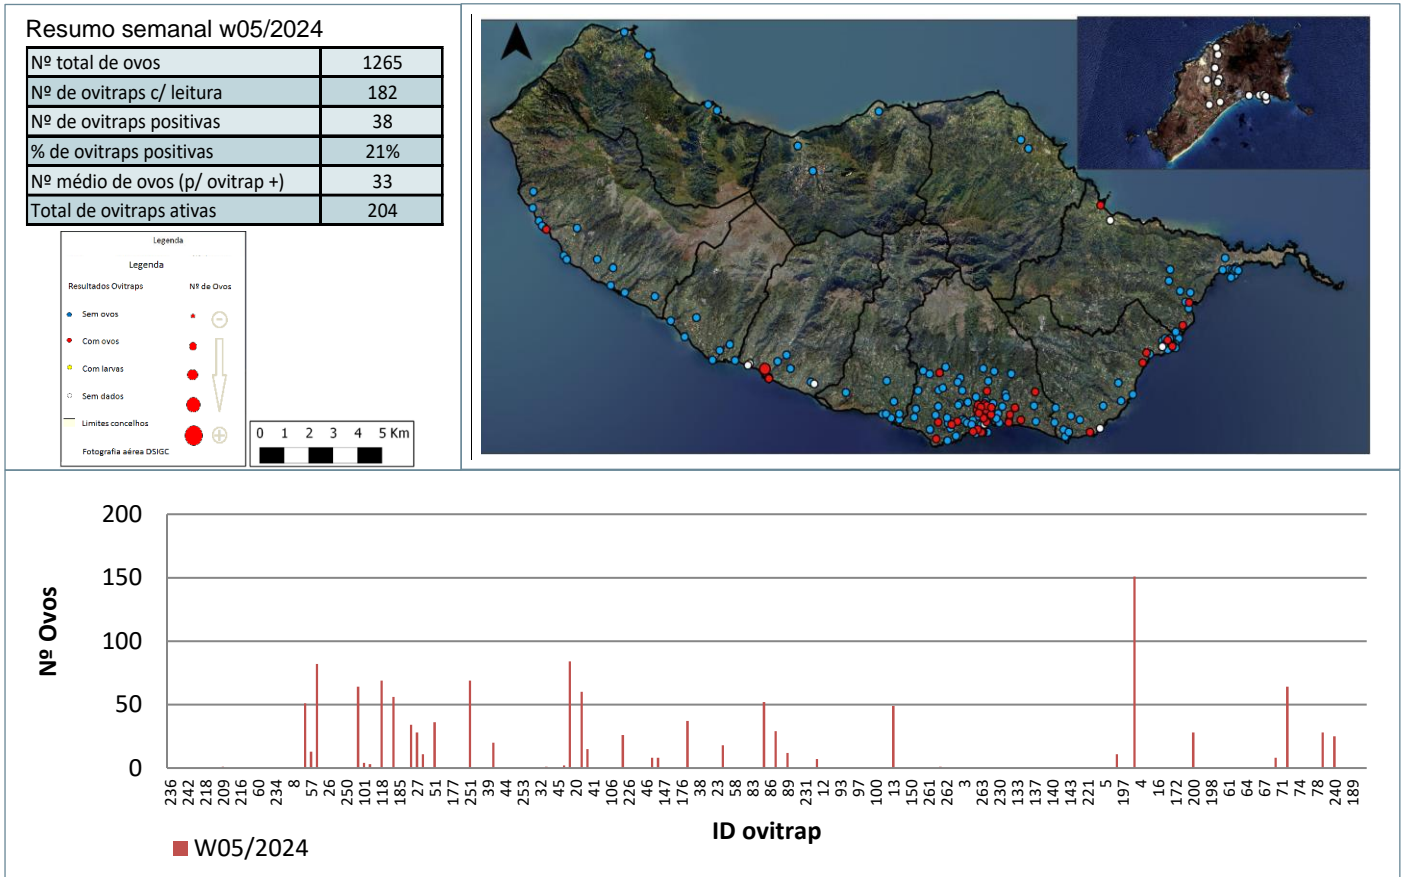 Resumo semanal w05/2024
Nº total de ovos 1265
Nº de ovitraps c/ leitura 182
Nº de ovitraps positivas 38
% de ovitraps positivas 21%
Nº médio de ovos (p/ ovitrap +) 33
Total de ovitraps ativas 204
Legenda
Legenda
Resultados Ovitraps Nº de Ovos
Sem ovos
Com ovos
Com larvas
Sem dados
Limites concelhos
Fotografia aérea DSIGC
0 1 2 3 4 5 Km
200
150
100
50
0
Nº Ovos
236 242 218 209 216 60 234 8 57 26 250 101 118 185 27 51 177 251 39 44 253 32 45 20 41 106 226 46 147 176 38 23 58 83 86 89 231 12 93 97 100 13 150 261 262 3 263 230 133 137 140 143 221 5 197 4 16 172 200 198 61 64 67 71 74 78 240 189
ID ovitrap
W05/2024